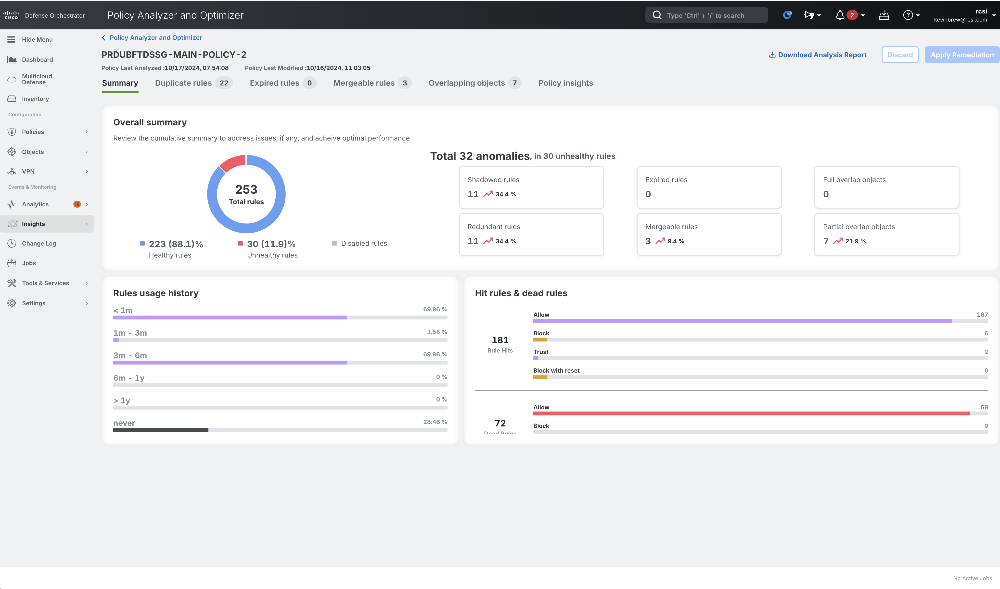 CISCO Defense Orchestrator
Policy Analyzer and Optimizer
Type 'Ctrl' + '/' to search
2
rcsi
kevinbrew@rcsi.com
Hide Menu
Dashboard
Multicloud
Defense
Inventory
Configuration
Policies
Objects
VPN
Events & Monitoring
Analytics 16
Insights
Change Log
Jobs
Tools & Services
Settings
Policy Analyzer and Optimizer
PRDUBFTDSSG-MAIN-POLICY-2
Policy Last Analyzed :10/17/2024, 07:54:08
Policy Last Modified :10/16/2024, 11:03:05
Download Analysis Report
Discard
Apply Remediation
Summary
Duplicate rules 22
Expired rules 0
Mergeable rules 3
Overlapping objects 7
Policy insights
Overall summary
Review the cumulative summary to address issues, if any, and acheive optimal performance
253
Total rules
223 (88.1)%
Healthy rules
30 (11.9)%
Unhealthy rules
Disabled rules
Total 32 anomalies, in 30 unhealthy rules
Shadowed rules
11 34.4 %
Expired rules
0
Full overlap objects
0
Redundant rules
11 34.4 %
Mergeable rules
3 9.4 %
Partial overlap objects
7 21.9 %
Rules usage history
< 1m 69.96 %
1m - 3m 1.58 %
3m - 6m 69.96 %
6m - 1y 0 %
> 1y 0 %
never 28.46 %
Hit rules & dead rules
181
Rule Hits
Allow 167
Block 6
Trust 2
Block with reset 6
72
Dead Rules
Allow 69
Block 0
No Active Jobs